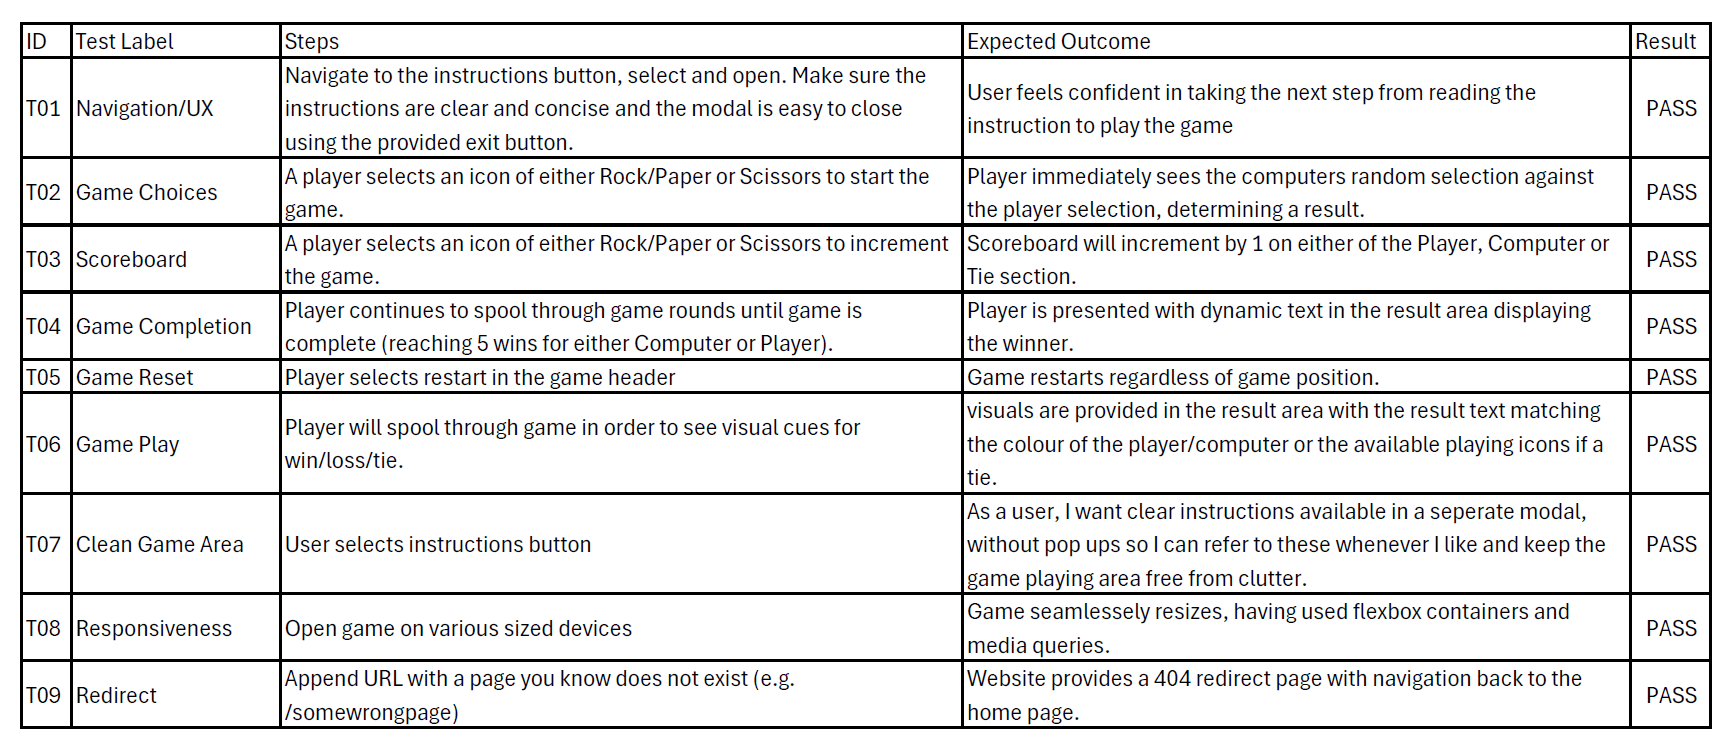 ID Test Label Steps Expected Outcome Result
T01 Navigation/UX
Navigate to the instructions button, select and open. Make sure the
instructions are clear and concise and the modal is easy to close
using the provided exit button.
User feels confident in taking the next step from reading the
instruction to play the game
PASS
T02 Game Choices
A player selects an icon of either Rock/Paper or Scissors to start the
game.
Player immediately sees the computers random selection against
the player selection, determining a result.
PASS
T03 Scoreboard
A player selects an icon of either Rock/Paper or Scissors to increment
the game.
Scoreboard will increment by 1 on either of the Player, Computer or
Tie section.
PASS
T04 Game Completion
Player continues to spool through game rounds until game is
complete (reaching 5 wins for either Computer or Player).
Player is presented with dynamic text in the result area displaying
the winner.
PASS
T05 Game Reset
Player selects restart in the game header
Game restarts regardless of game position.
PASS
T06 Game Play
Player will spool through game in order to see visual cues for
win/loss/tie.
visuals are provided in the result area with the result text matching
the colour of the player/computer or the available playing icons if a
tie.
PASS
T07 Clean Game Area
User selects instructions button
As a user, I want clear instructions available in a seperate modal,
without pop ups so I can refer to these whenever I like and keep the
game playing area free from clutter.
PASS
T08 Responsiveness
Open game on various sized devices
Game seamlessely resizes, having used flexbox containers and
media queries.
PASS
T09 Redirect
Append URL with a page you know does not exist (e.g.
/somewrongpage)
Website provides a 404 redirect page with navigation back to the
home page.
PASS